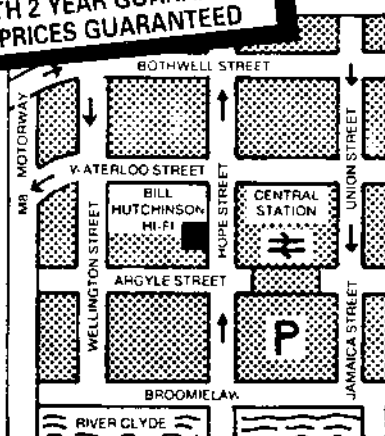 TH 2 YEAR GUARA
PRICES GUARANTEED
BOTHWELL STREET
M8 MOTORWAY
WATERLOO STREET
BILL
HUTCHINSON
HI-FI
CENTRAL
STATION
HOPE STREET
UNION STREET
WELLINGTON STREET
ARGYLE STREET
P
JAMAICA STREET
BROOMIELAW
RIVER CLYDE